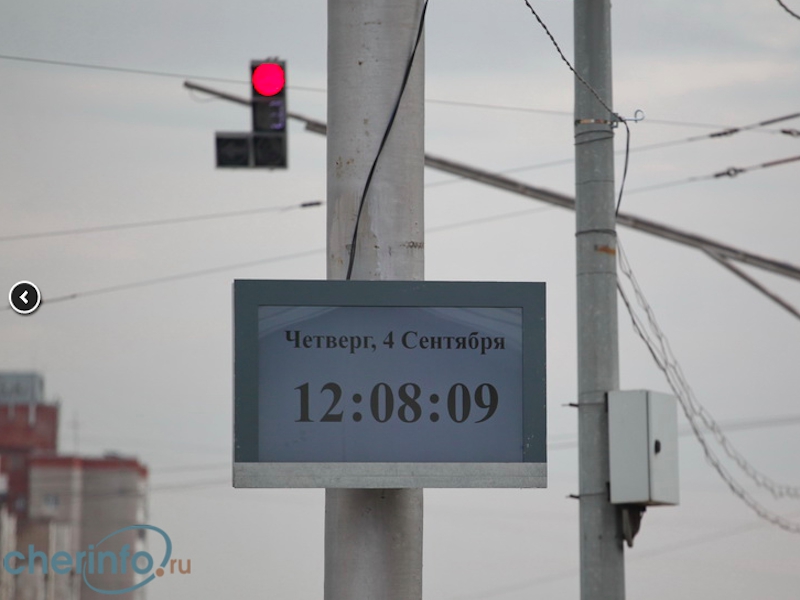 Четверг, 4 Сентября
12:08:09
cherinfo.ru